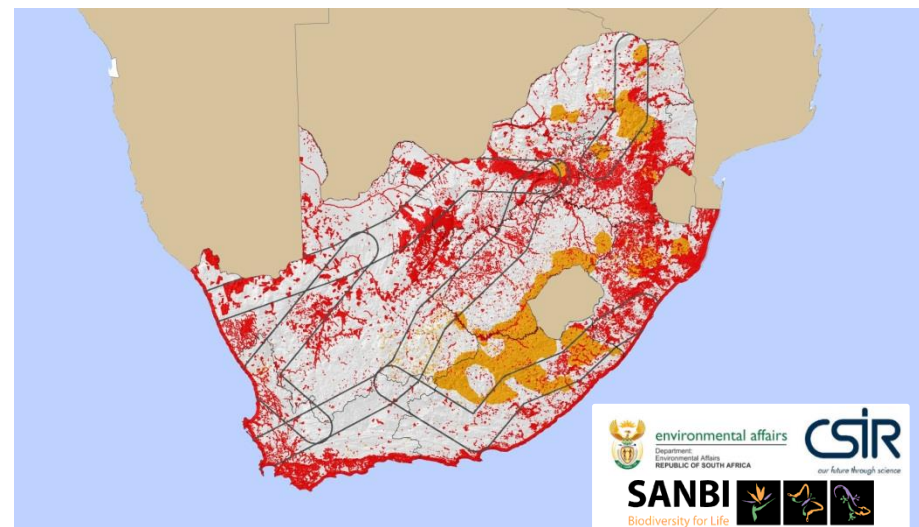 environmental affairs
Department:
Environmental Affairs
REPUBLIC OF SOUTH AFRICA
CSIR
our future through science
SANBI
Biodiversity for Life